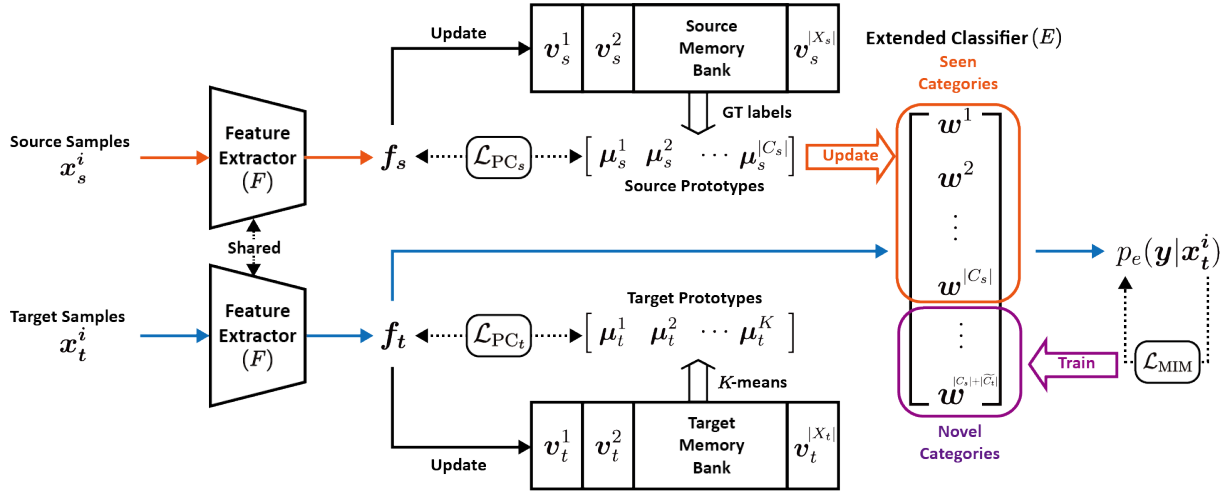 Update
v_s^1 v_s^2 Source Memory Bank v_s^{|X_s|}
Extended Classifier (E)
Seen
Categories
GT labels
Source Samples
x_s^i
Feature
Extractor
(F)
f_s
L_{PC_s}
[ μ_s^1 μ_s^2 ⋯ μ_s^{|C_s|} ]
Source Prototypes
Update
w^1
w^2
⋮
w^{|C_s|}
⋮
w^{|C_s|+|\widetilde{C_t}|}
Shared
p_e(y|x_t^i)
Target Samples
x_t^i
Feature
Extractor
(F)
f_t
L_{PC_t}
Target Prototypes
[ μ_t^1 μ_t^2 ⋯ μ_t^K ]
Train
L_{MIM}
K-means
Update
v_t^1 v_t^2 Target Memory Bank v_t^{|X_t|}
Novel
Categories